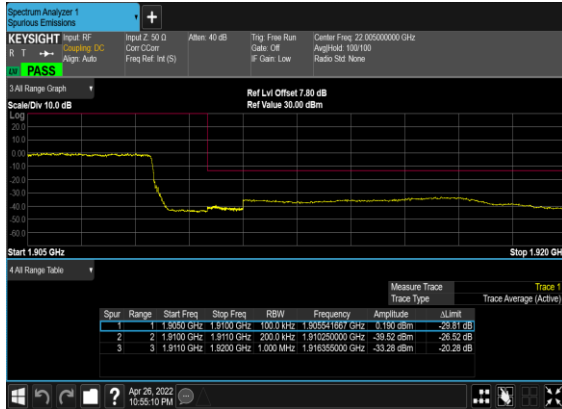 Spectrum Analyzer 1
Spurious Emissions
KEYSIGHT Input: RF Input Z: 50 Ω Atten: 40 dB Trig: Free Run Center Freq: 22.005000000 GHz
R T Coupling: DC Corr CCorr Gate: Off Avg|Hold: 100/100
Align: Auto Freq Ref: Int (S) IF Gain: Low Radio Std: None
LW PASS
3 All Range Graph
Ref Lvl Offset 7.80 dB
Scale/Div 10.0 dB Ref Value 30.00 dBm
Log
20.0
10.0
0.00
-10.0
-20.0
-30.0
-40.0
-50.0
-60.0
Start 1.905 GHz Stop 1.920 GH
4 All Range Table
Measure Trace Trace 1
Trace Type Trace Average (Active)
Spur Range Start Freq Stop Freq RBW Frequency Amplitude ΔLimit
1 1 1.9050 GHz 1.9100 GHz 100.0 kHz 1.905541667 GHz 0.190 dBm -29.81 dB
2 2 1.9100 GHz 1.9110 GHz 200.0 kHz 1.910250000 GHz -39.52 dBm -26.52 dB
3 3 1.9110 GHz 1.9200 GHz 1.000 MHz 1.916355000 GHz -33.28 dBm -20.28 dB
? Apr 26, 2022
10:55:10 PM